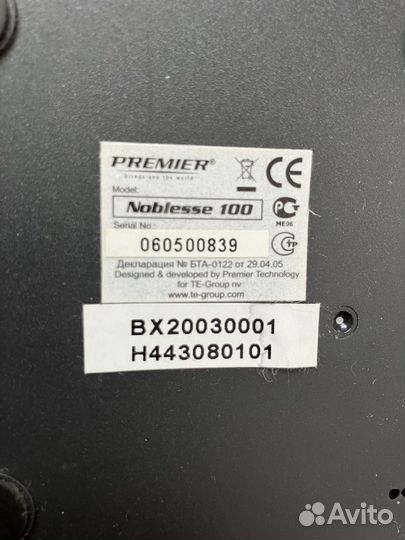 PREMIER®
brings you the world
Model:
Noblesse 100
ME96
Serial No.:
060500839
Декларация № БТА-0122 от 29.04.05
Designed & developed by Premier Technology
for TE-Group nv
www.te-group.com
BX20030001
H443080101
Avito